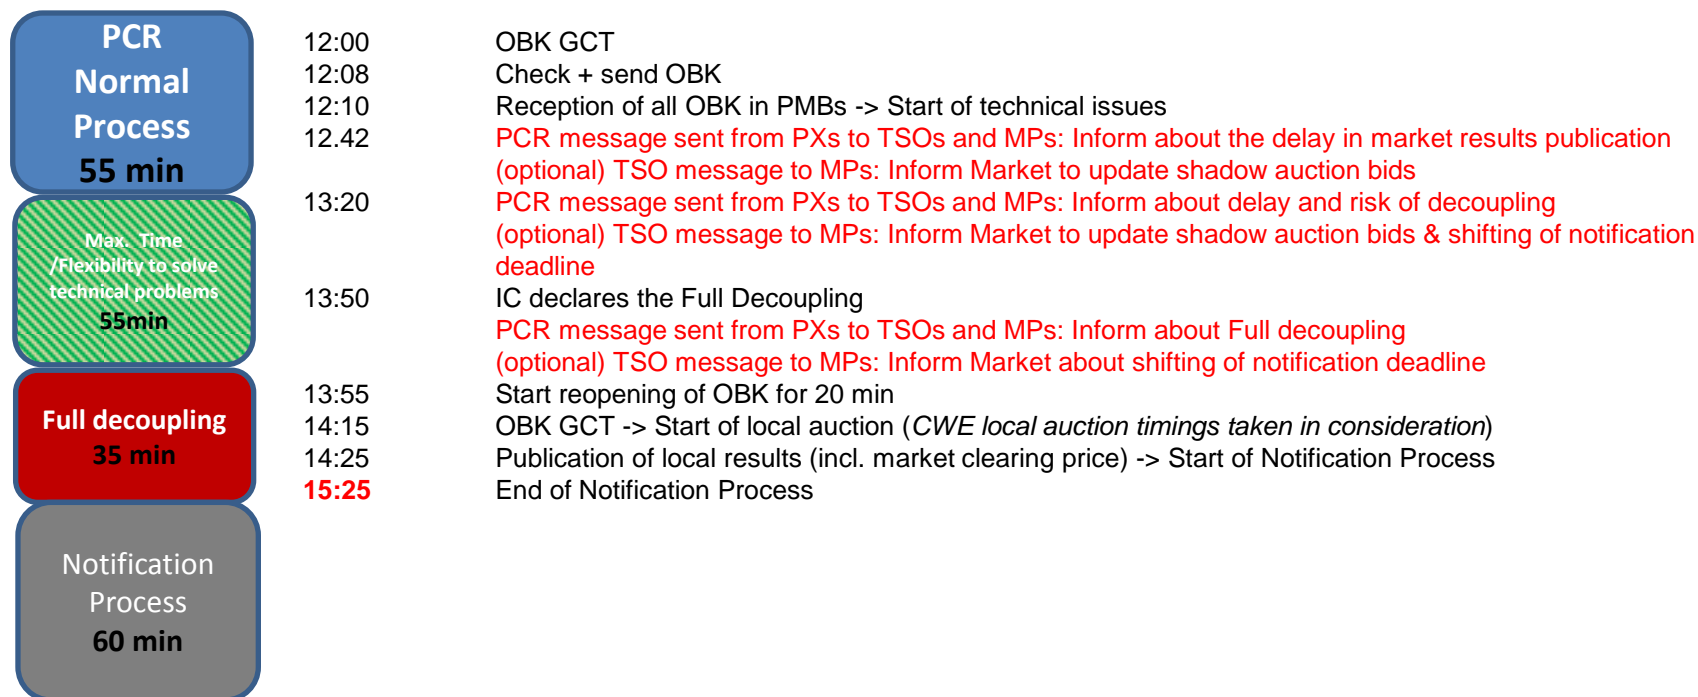 PCR
Normal
Process
55 min
Max. Time
/Flexibility to solve
technical problems
55min
Full decoupling
35 min
Notification
Process
60 min
12:00 OBK GCT
12:08 Check + send OBK
12:10 Reception of all OBK in PMBs -> Start of technical issues
12.42 PCR message sent from PXs to TSOs and MPs: Inform about the delay in market results publication
(optional) TSO message to MPs: Inform Market to update shadow auction bids
13:20 PCR message sent from PXs to TSOs and MPs: Inform about delay and risk of decoupling
(optional) TSO message to MPs: Inform Market to update shadow auction bids & shifting of notification
deadline
13:50 IC declares the Full Decoupling
PCR message sent from PXs to TSOs and MPs: Inform about Full decoupling
(optional) TSO message to MPs: Inform Market about shifting of notification deadline
13:55 Start reopening of OBK for 20 min
14:15 OBK GCT -> Start of local auction (CWE local auction timings taken in consideration)
14:25 Publication of local results (incl. market clearing price) -> Start of Notification Process
15:25 End of Notification Process